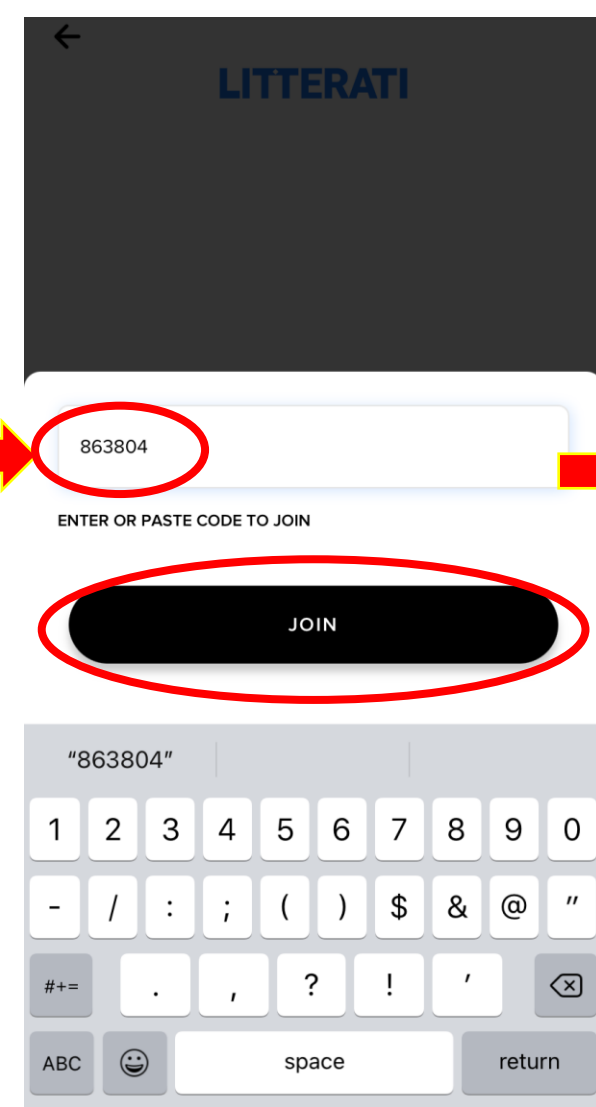 LITTERATI
863804
ENTER OR PASTE CODE TO JOIN
JOIN
“863804”
1 2 3 4 5 6 7 8 9 0
- / : ; ( ) $ & @ "
#+= . , ? ! '
ABC space return